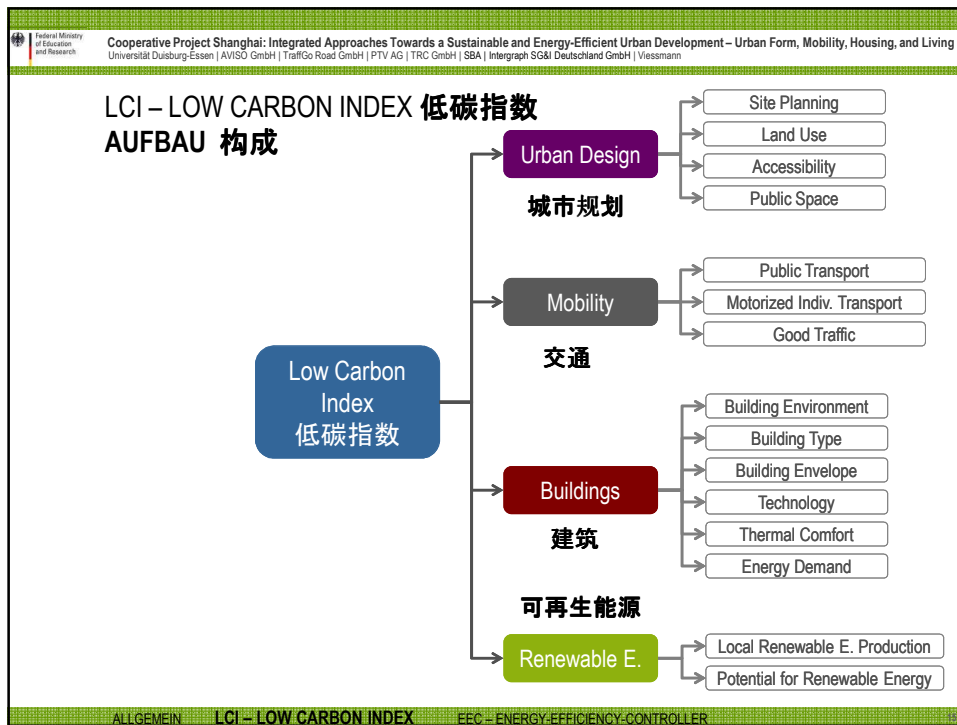 Federal Ministry
of Education
and Research
Cooperative Project Shanghai: Integrated Approaches Towards a Sustainable and Energy-Efficient Urban Development – Urban Form, Mobility, Housing, and Living
Universität Duisburg-Essen | AVISO GmbH | TraffGo Road GmbH | PTV AG | TRC GmbH | SBA | Intergraph SG&I Deutschland GmbH | Viessmann
LCI – LOW CARBON INDEX 低碳指数
AUFBAU 构成
Urban Design
城市规划
Site Planning
Land Use
Accessibility
Public Space
Mobility
交通
Public Transport
Motorized Indiv. Transport
Good Traffic
Low Carbon
Index
低碳指数
Buildings
建筑
Building Environment
Building Type
Building Envelope
Technology
Thermal Comfort
Energy Demand
可再生能源
Renewable E.
Local Renewable E. Production
Potential for Renewable Energy
ALLGEMEIN LCI – LOW CARBON INDEX EEC – ENERGY-EFFICIENCY-CONTROLLER